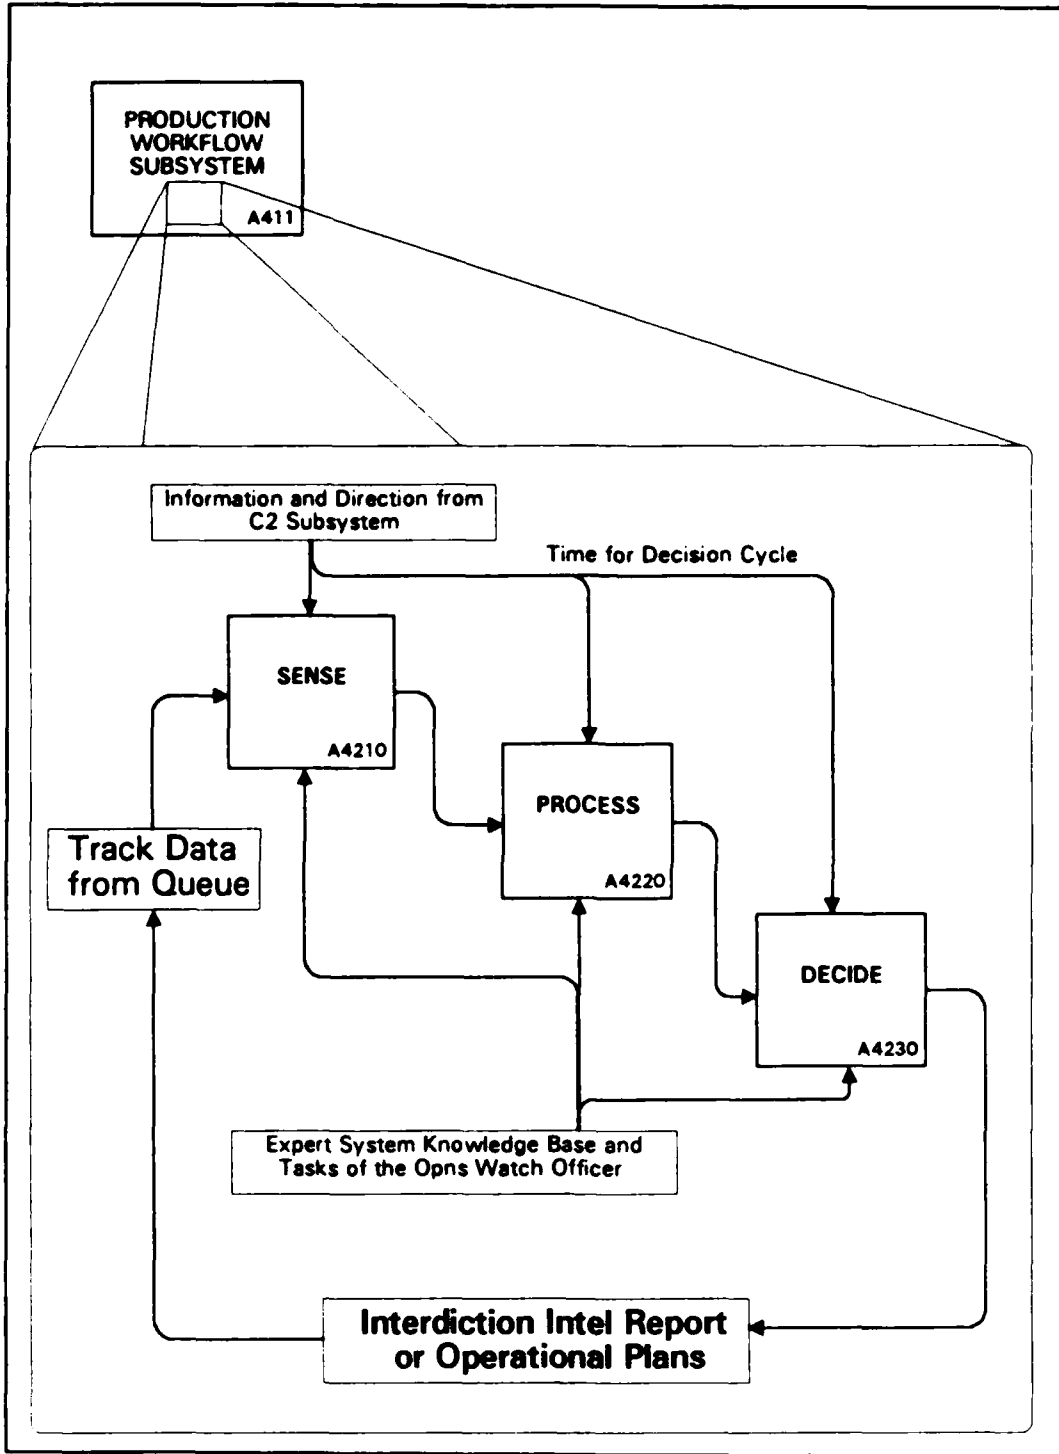 PRODUCTION
WORKFLOW
SUBSYSTEM
A411
Information and Direction from
C2 Subsystem
Time for Decision Cycle
SENSE
A4210
PROCESS
A4220
Track Data
from Queue
DECIDE
A4230
Expert System Knowledge Base and
Tasks of the Opns Watch Officer
Interdiction Intel Report
or Operational Plans